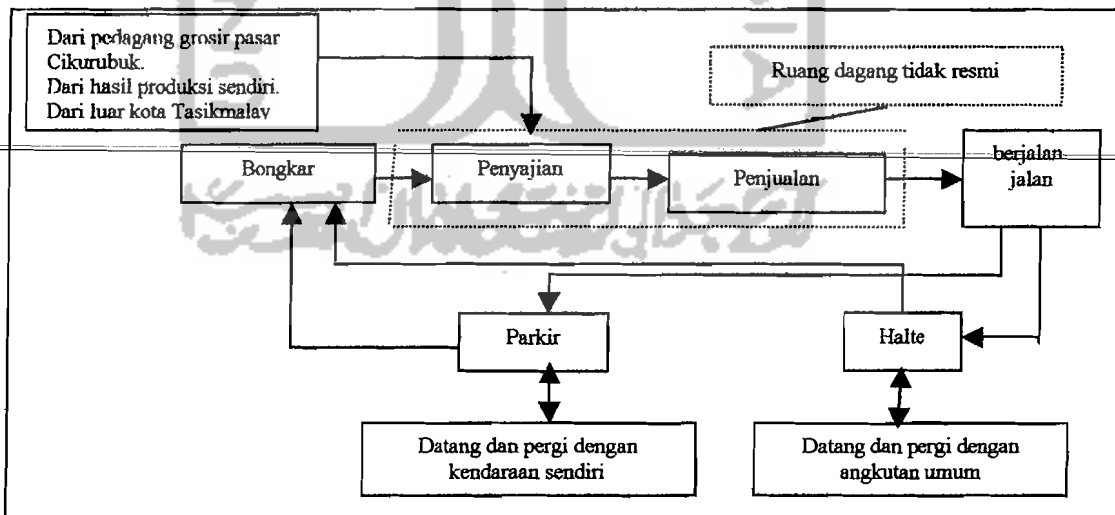 Dari pedagang grosir pasar
Cikurubuk.
Dari hasil produksi sendiri.
Dari luar kota Tasikmalay
Ruang dagang tidak resmi
Bongkar
Penyajian
Penjualan
berjalan
jalan
Parkir
Halte
Datang dan pergi dengan
kendaraan sendiri
Datang dan pergi dengan
angkutan umum